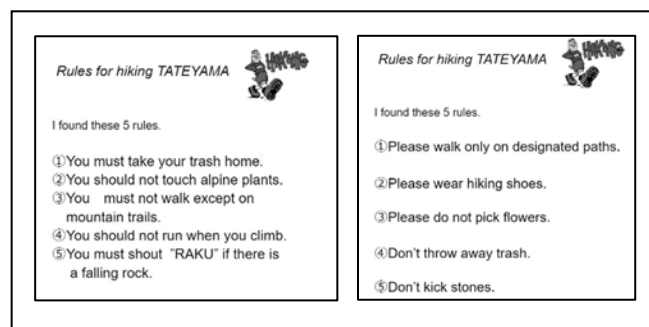 Rules for hiking TATEYAMA
HIKING
I found these 5 rules.
①You must take your trash home.
②You should not touch alpine plants.
③You must not walk except on
mountain trails.
④You should not run when you climb.
⑤You must shout "RAKU" if there is
a falling rock.
Rules for hiking TATEYAMA
HIKING
I found these 5 rules.
①Please walk only on designated paths.
②Please wear hiking shoes.
③Please do not pick flowers.
④Don't throw away trash.
⑤Don't kick stones.